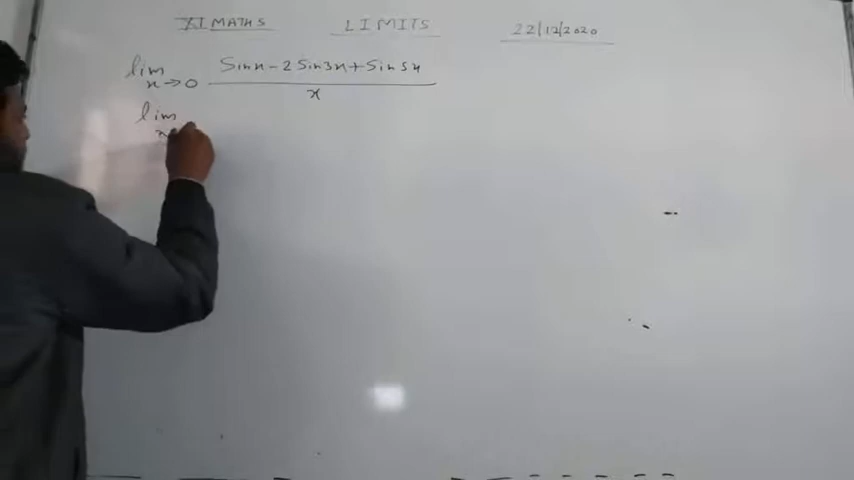 XI MATHS LIMITS 22/12/2020
lim x→0 Sinx - 2 Sin3x + Sin5x / x
lim x